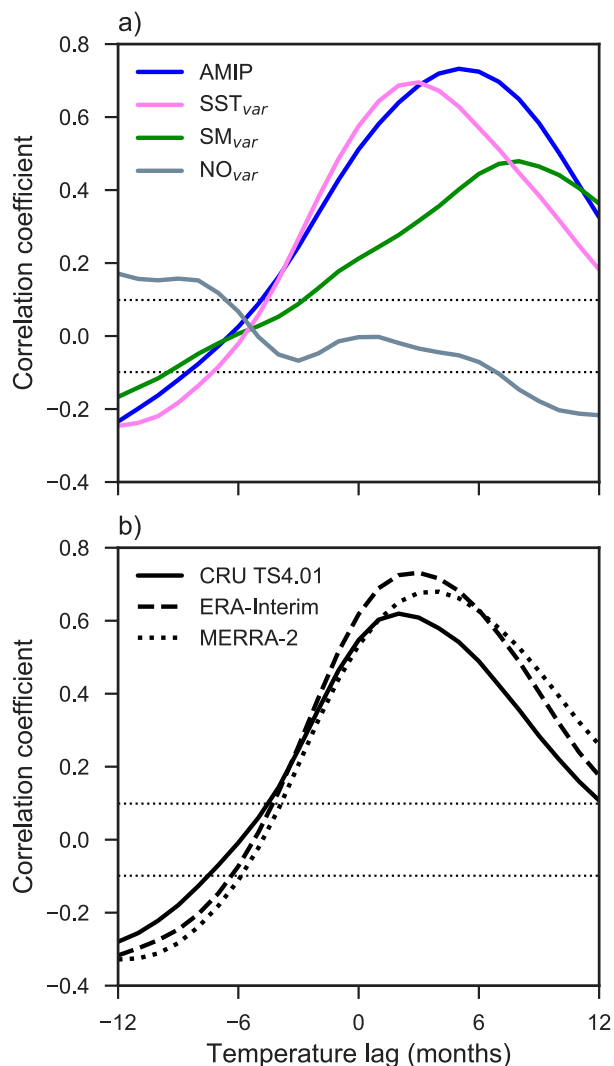 a)
0.8
0.6
0.4
0.2
0.0
−0.2
−0.4
Correlation coefficient
AMIP
SSTvar
SMvar
NOvar
b)
0.8
0.6
0.4
0.2
0.0
−0.2
−0.4
Correlation coefficient
CRU TS4.01
ERA-Interim
MERRA-2
−12 −6 0 6 12
Temperature lag (months)